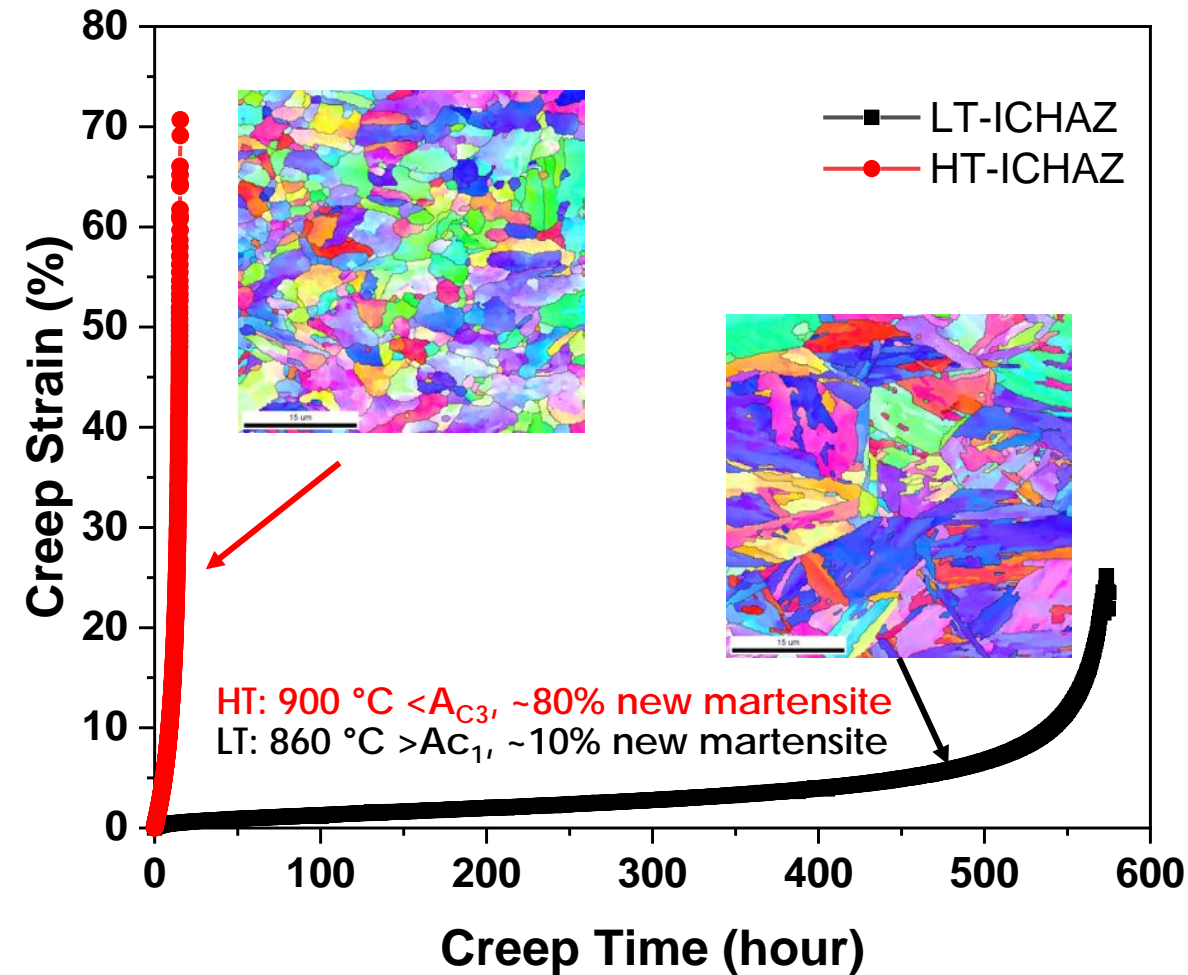 80
70
60
50
40
30
20
10
0
Creep Strain (%)
LT-ICHAZ
HT-ICHAZ
15 um
15 um
HT: 900 °C <AC3, ~80% new martensite
LT: 860 °C >Ac1, ~10% new martensite
0 100 200 300 400 500 600
Creep Time (hour)